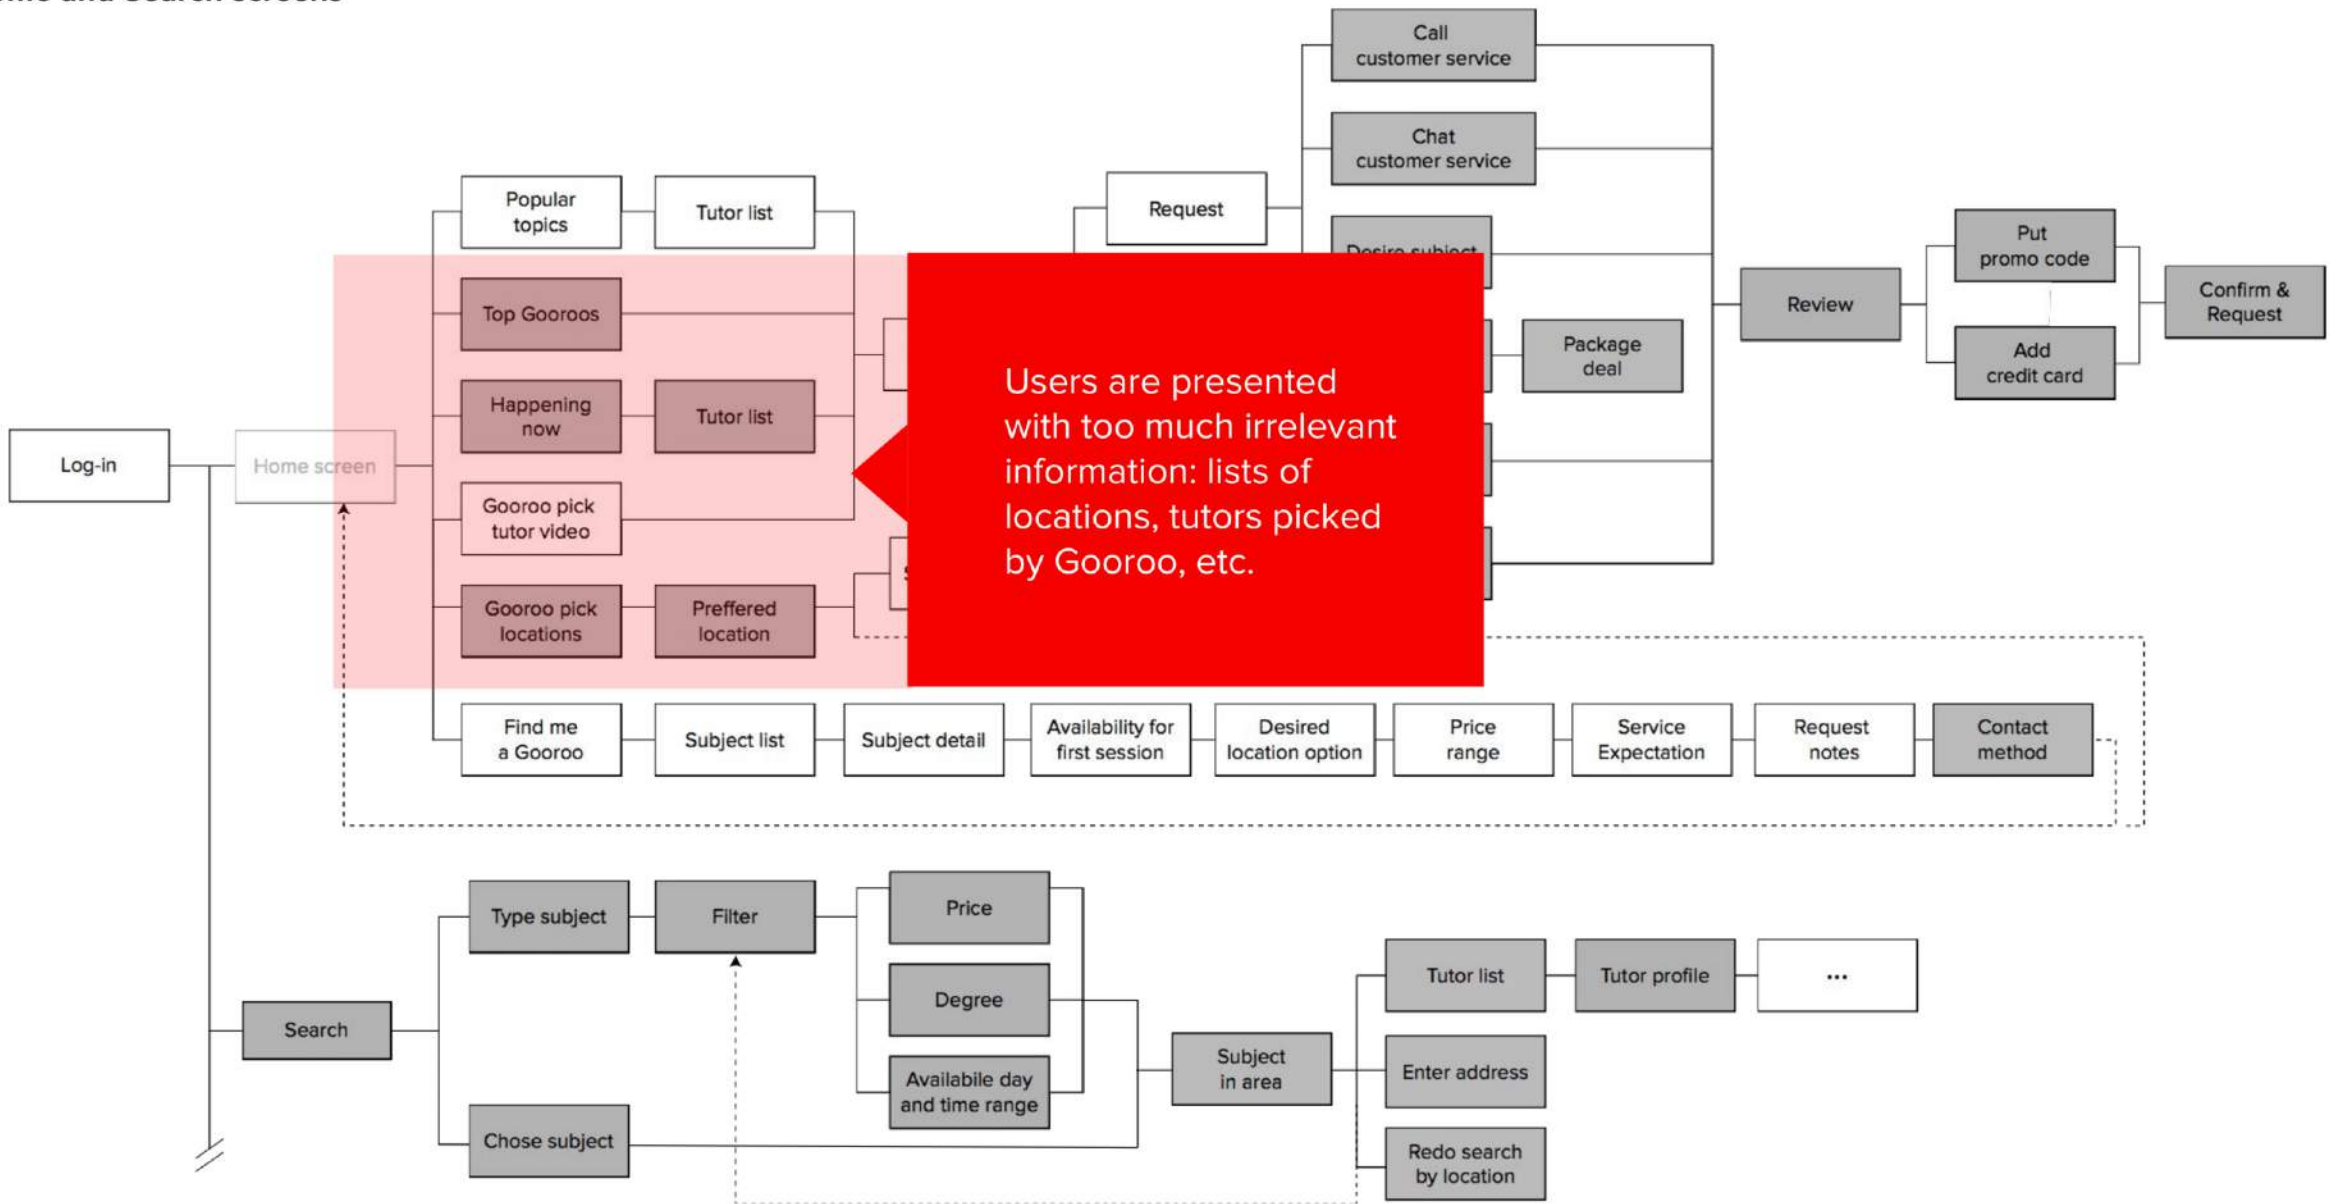 and Search screens
Call
customer service
Chat
customer service
Popular
topics
Tutor list
Request
Desire subject
Put
promo code
Top Gooroos
Review
Confirm &
Request
Package
deal
Add
credit card
Users are presented
with too much irrelevant
information: lists of
locations, tutors picked
by Gooroo, etc.
Happening
now
Tutor list
Log-in
Home screen
Gooroo pick
tutor video
Gooroo pick
locations
Preffered
location
Find me
a Gooroo
Subject list
Subject detail
Availability for
first session
Desired
location option
Price
range
Service
Expectation
Request
notes
Contact
method
Type subject
Filter
Price
Degree
Availabile day
and time range
Search
Chose subject
Subject
in area
Tutor list
Tutor profile
...
Enter address
Redo search
by location